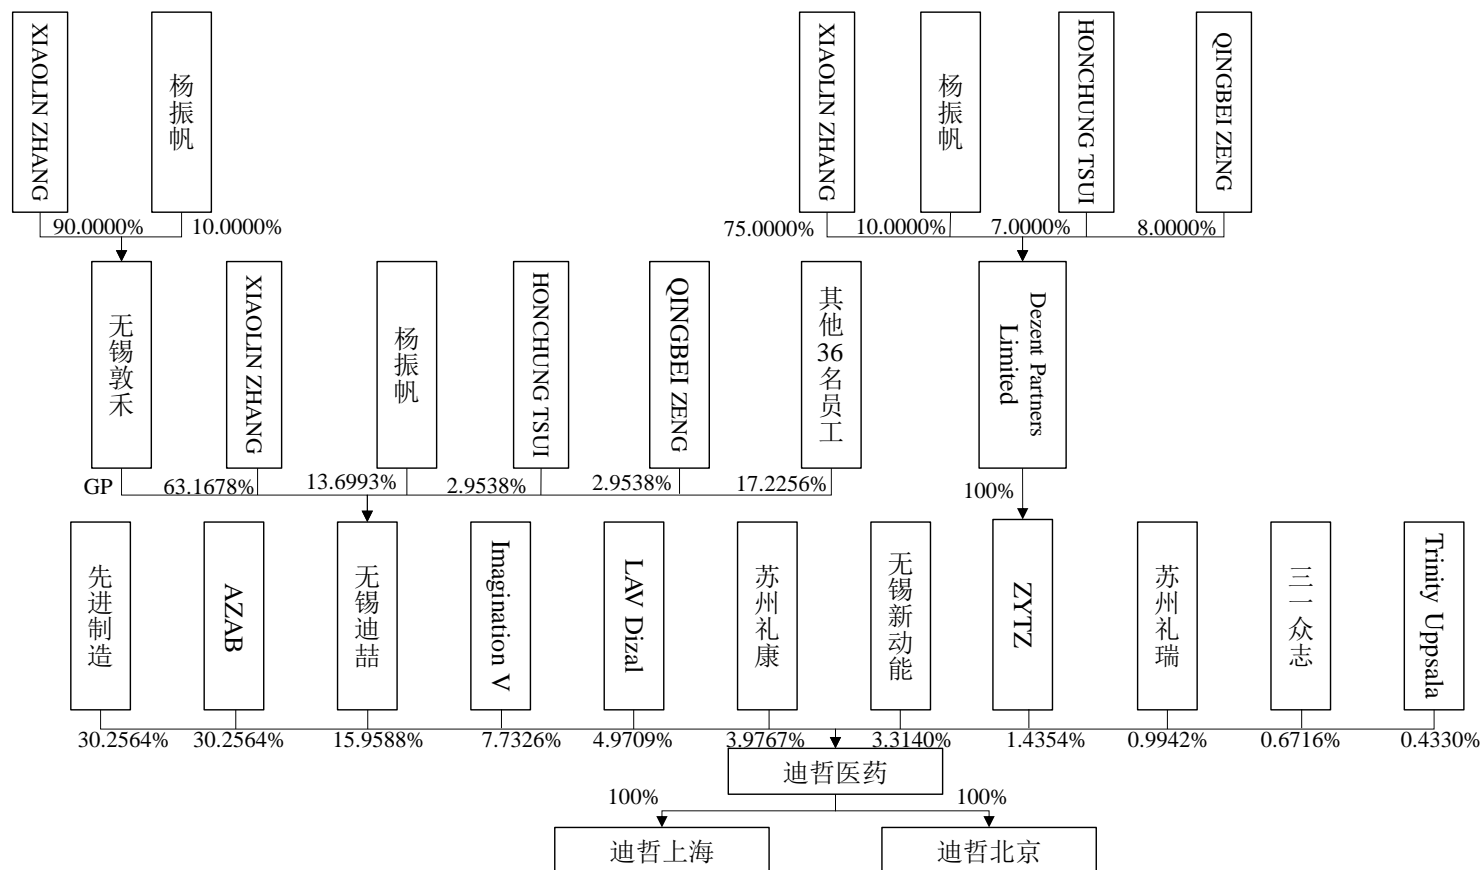 XIAOLIN ZHANG
杨振帆
XIAOLIN ZHANG
杨振帆
HONCHUNG TSUI
QINGBEI ZENG
90.0000%
10.0000%
75.0000%
10.0000%
7.0000%
8.0000%
无锡敦禾
XIAOLIN ZHANG
杨振帆
HONCHUNG TSUI
QINGBEI ZENG
其他36名员工
Dezent Partners
Limited
GP
63.1678%
13.6993%
2.9538%
2.9538%
17.2256%
100%
先进制造
AZAB
无锡迪喆
Imagination V
LAV Dizal
苏州礼康
无锡新动能
ZYTZ
苏州礼瑞
三一众志
Trinity Uppsala
30.2564%
30.2564%
15.9588%
7.7326%
4.9709%
3.9767%
3.3140%
1.4354%
0.9942%
0.6716%
0.4330%
迪哲医药
100%
100%
迪哲上海
迪哲北京